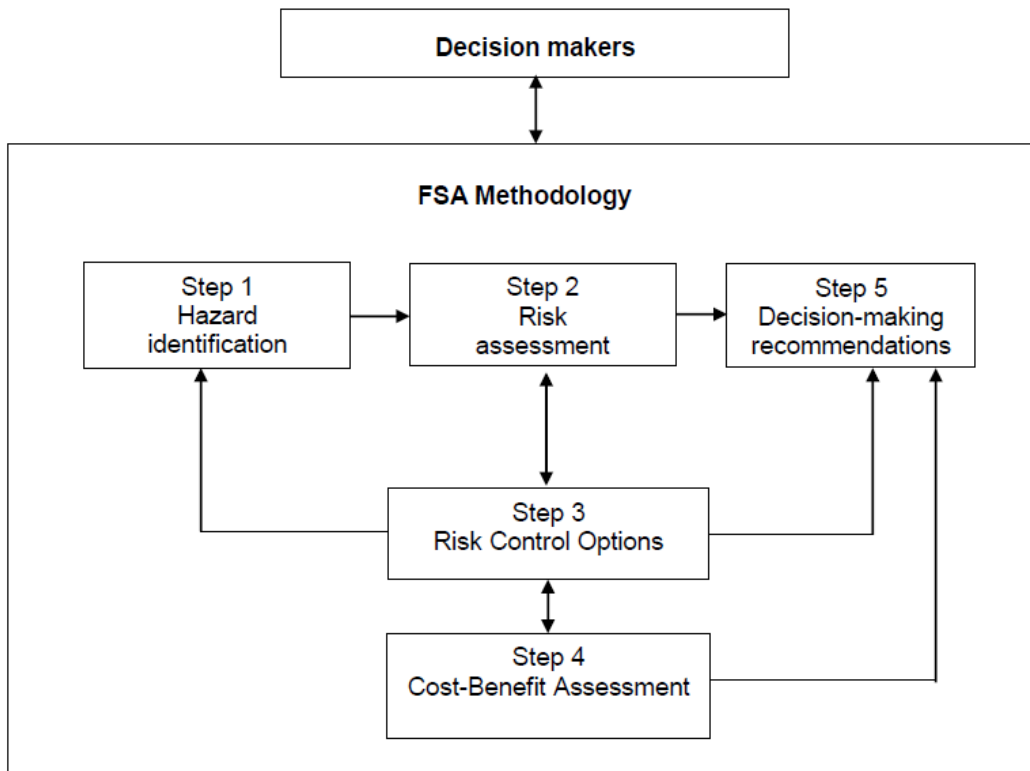 Decision makers
FSA Methodology
Step 1
Hazard
identification
Step 2
Risk
assessment
Step 5
Decision-making
recommendations
Step 3
Risk Control Options
Step 4
Cost-Benefit Assessment